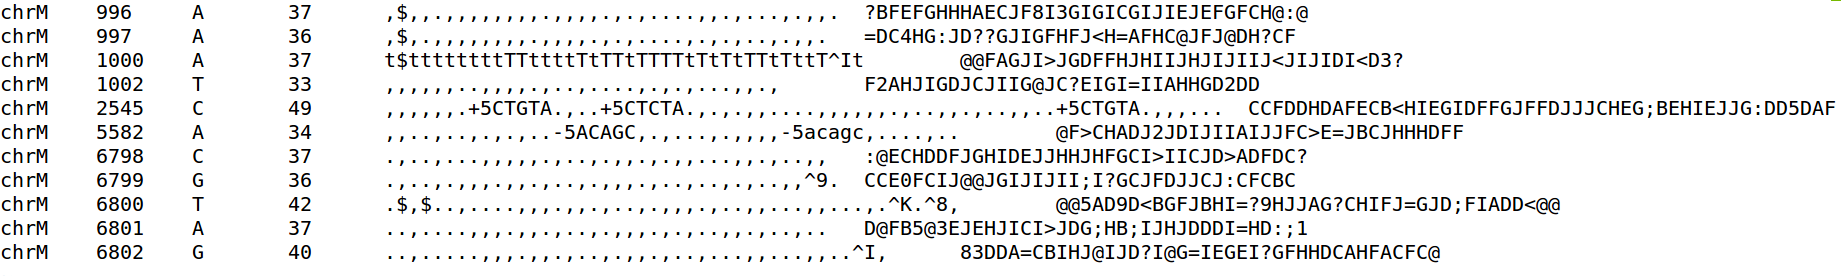 chrM 996 A 37 ,$,,.,,,,,,,,.,,,,,.,.,....,.,,.,...,.,.,,. ?BFEFGHHHAECJF8I3GIGICGIJIEJEFGFCH@:@
chrM 997 A 36 ,$,.,,,,,,,,,.,,,,,.,.,....,.,,.,...,.,.,,. =DC4HG:JD??GJIGFHFJ<H=AFHC@JFJ@DH?CF
chrM 1000 A 37 t$ttttttttTTttttTtTTtTTTTtTtTtTTtTtttT^It @@FAGJI>JGDFFHJHIIJHJIJIIJ<JIJIDI<D3?
chrM 1002 T 33 ,,,,,,..,,,,.,..,....,.,.,..,.,,, F2AHJIGDJCJIIG@JC?EIGI=IIAHHGD2DD
chrM 2545 C 49 ,,,,,,.+5CTGTA.,..+5CTCTA.,.,.,,....,,,,,,,.,,..,,.,,..+5CTGTA.,,,... CCFDDHDAFECB<HIEGIDFFGJFFDJJJCHEG;BEHIEJJG:DD5DAF
chrM 5582 A 34 ,,..,..,.,.,..-5ACAGC,.,...,.,,,,-5acagc,....,.. @F>CHADJ2JDIJIIAIJJFC>E=JBCJHHHDFF
chrM 6798 C 37 .,..,....,,,,.,,..,.,,.,..,..,.,..,,, :@ECHDDFJGHIDEJJHHJHFGCI>IICJD>ADFDC?
chrM 6799 G 36 .,..,..,,,.,,..,.,,.,..,..,.,..,,^9. CCE0FCIJ@@JGIJIJII;I?GCJFDJJCJ:CFCBC
chrM 6800 T 42 .$,$..,....,,,,.,,..,.,,.,...,...,,....,.^K.^8, @@5AD9D<BGFJBHI=?9HJJAG?CHIFJ=GJD;FIADD<@@
chrM 6801 A 37 ..,....,,,,.,,..,.,,.,..,..,.,..,,.. D@FB5@3EJEHJICI>JDG;HB;IJHJDDDI=HD:;1
chrM 6802 G 40 ..,....,,,.,,.,..,.,,.,...,,...,,,..^I, 83DDA=CBIHJ@IJD?I@G=IEGEI?GFHHDCAHFACFC@